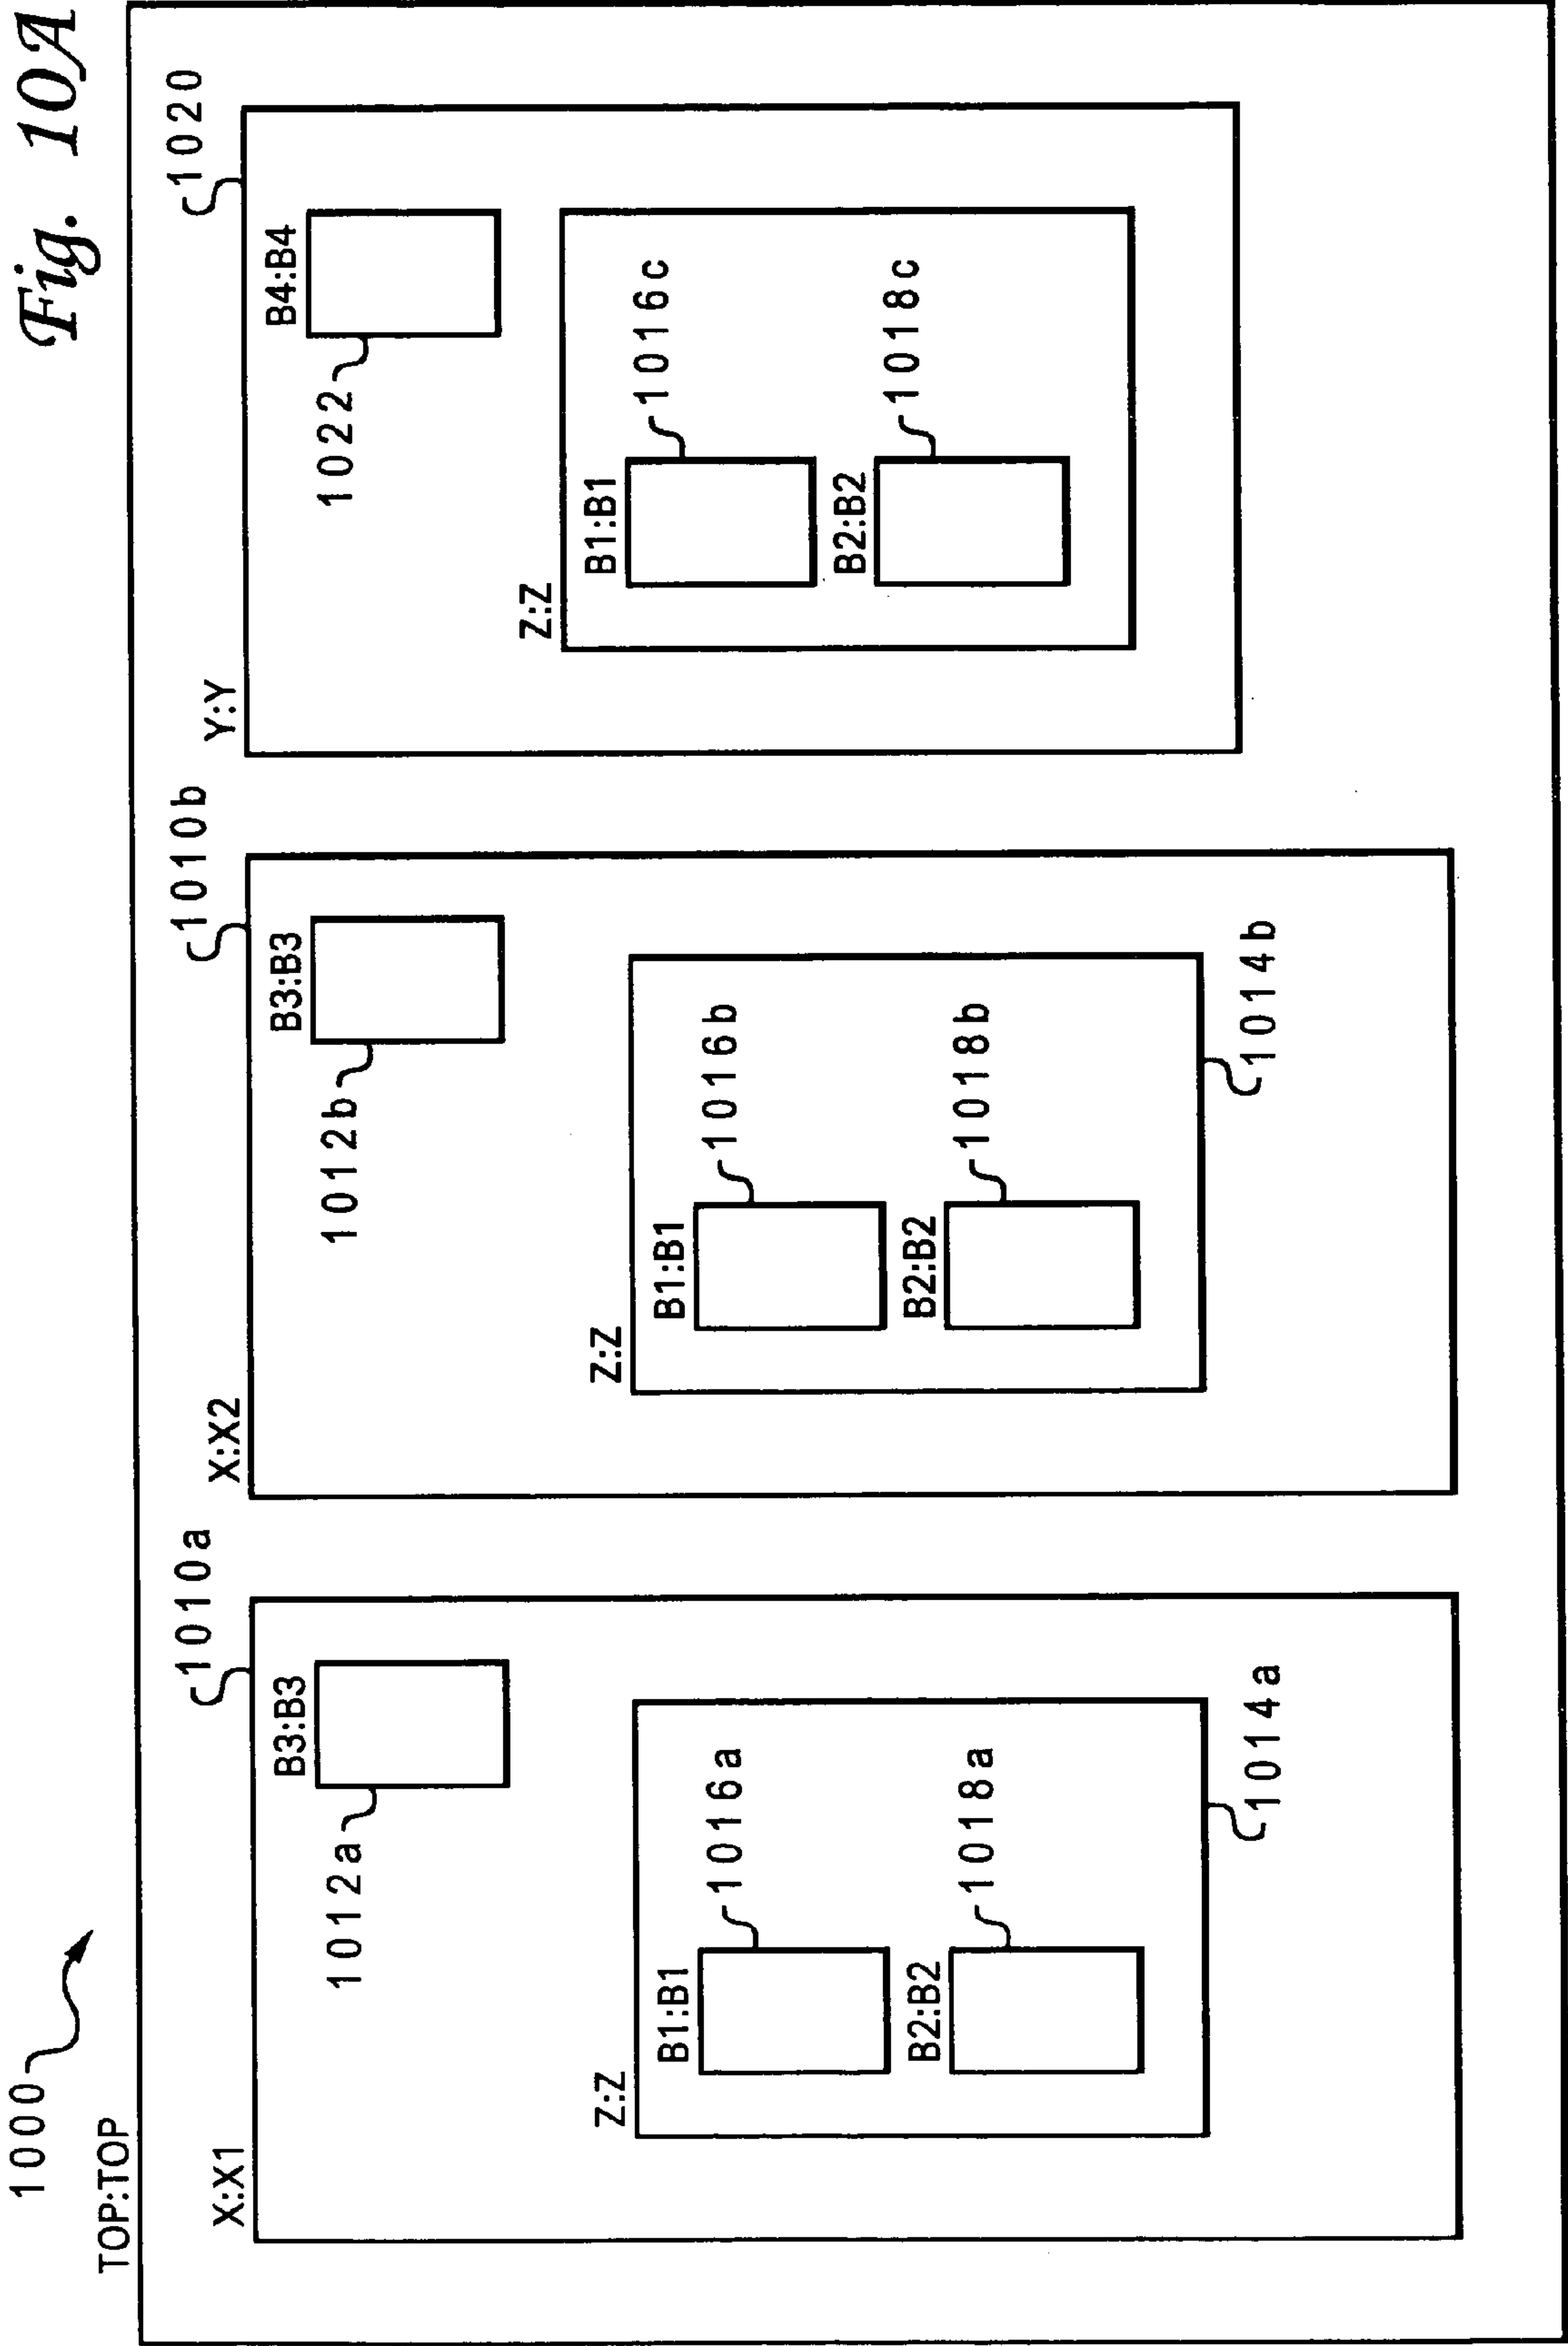 Fig. 10A
1000
TOP:TOP
X:X1
1010a
B3:B3
1012a
Z:Z
B1:B1
1016a
B2:B2
1018a
1014a
X:X2
1010b
B3:B3
1012b
Z:Z
B1:B1
1016b
B2:B2
1018b
1014b
Y:Y
1020
B4:B4
1022
Z:Z
B1:B1
1016c
B2:B2
1018c